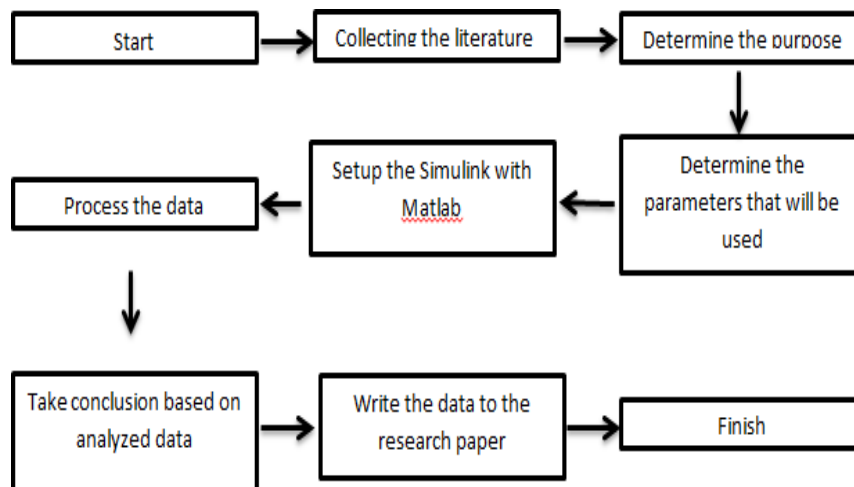 Start
Collecting the literature
Determine the purpose
Determine the
parameters that will be
used
Setup the Simulink with
Matlab
Process the data
Take conclusion based on
analyzed data
Write the data to the
research paper
Finish